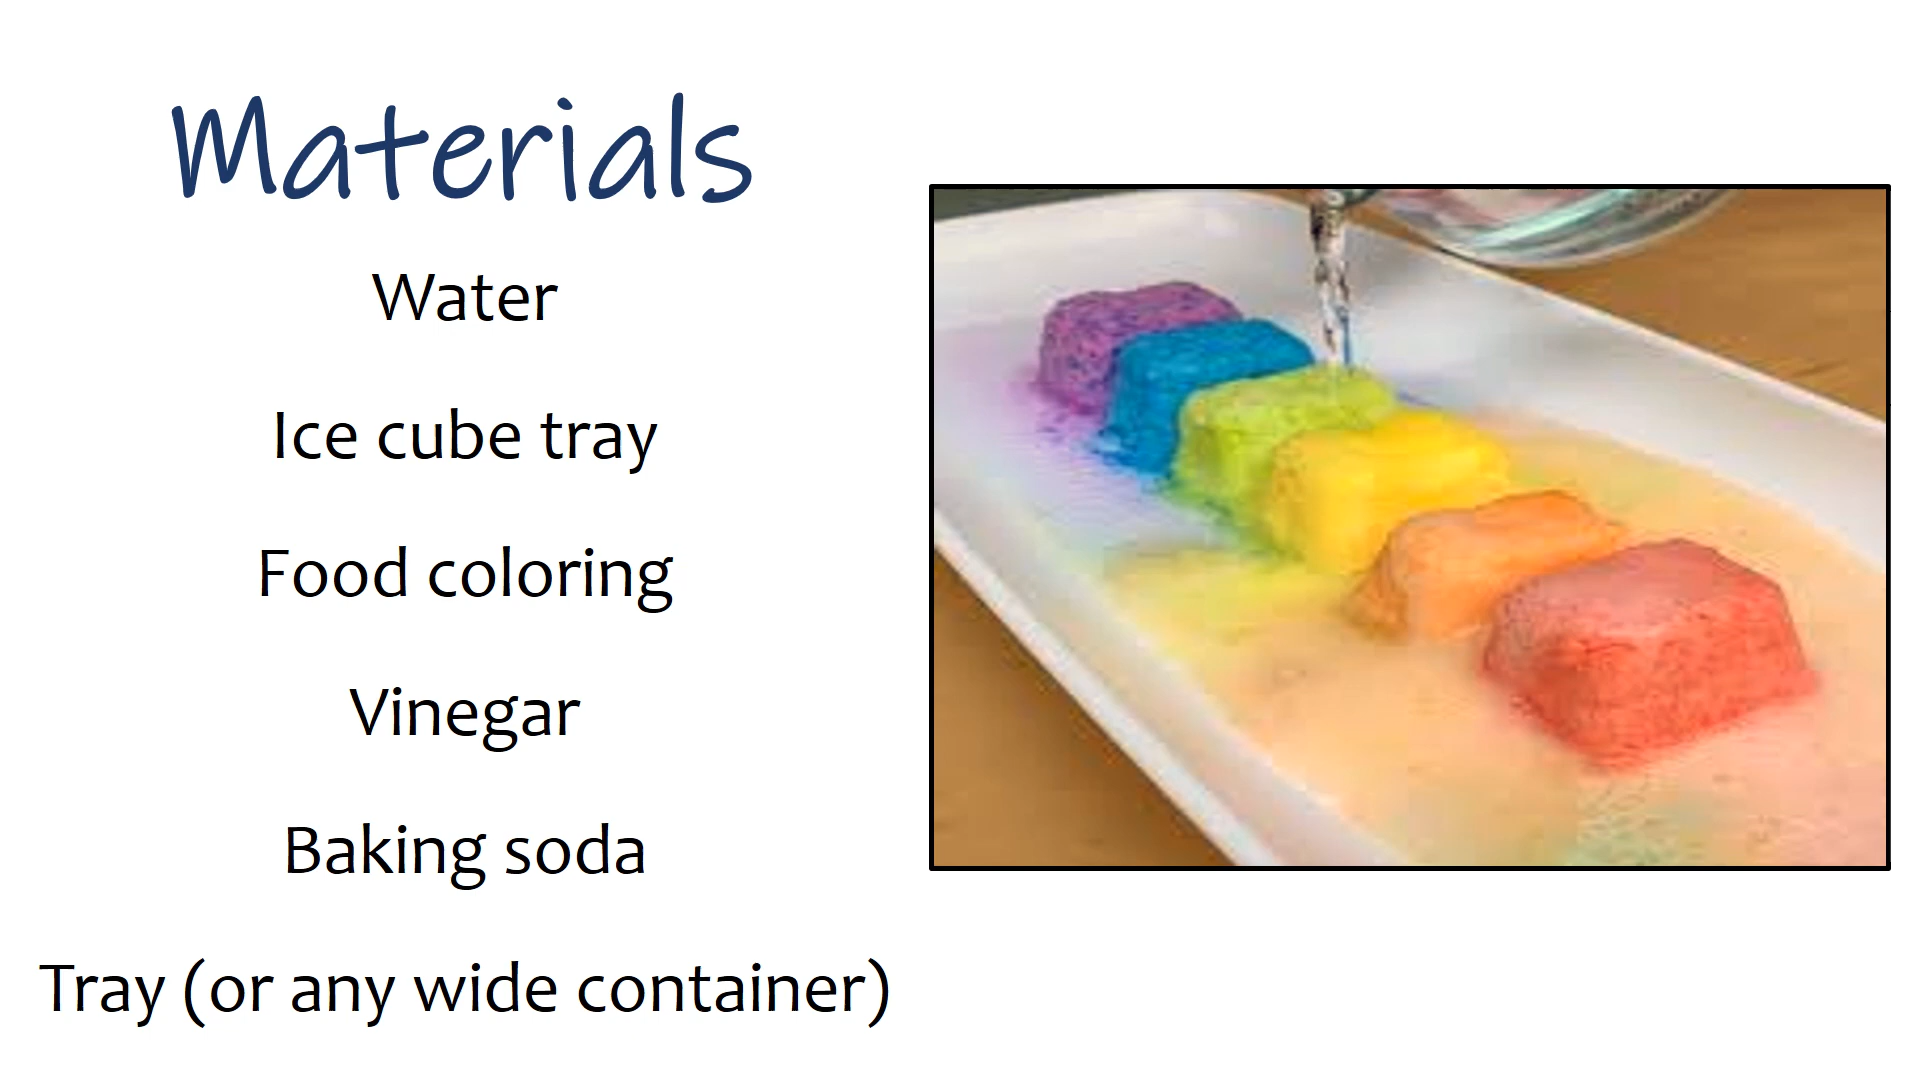 Materials
Water
Ice cube tray
Food coloring
Vinegar
Baking soda
Tray (or any wide container)